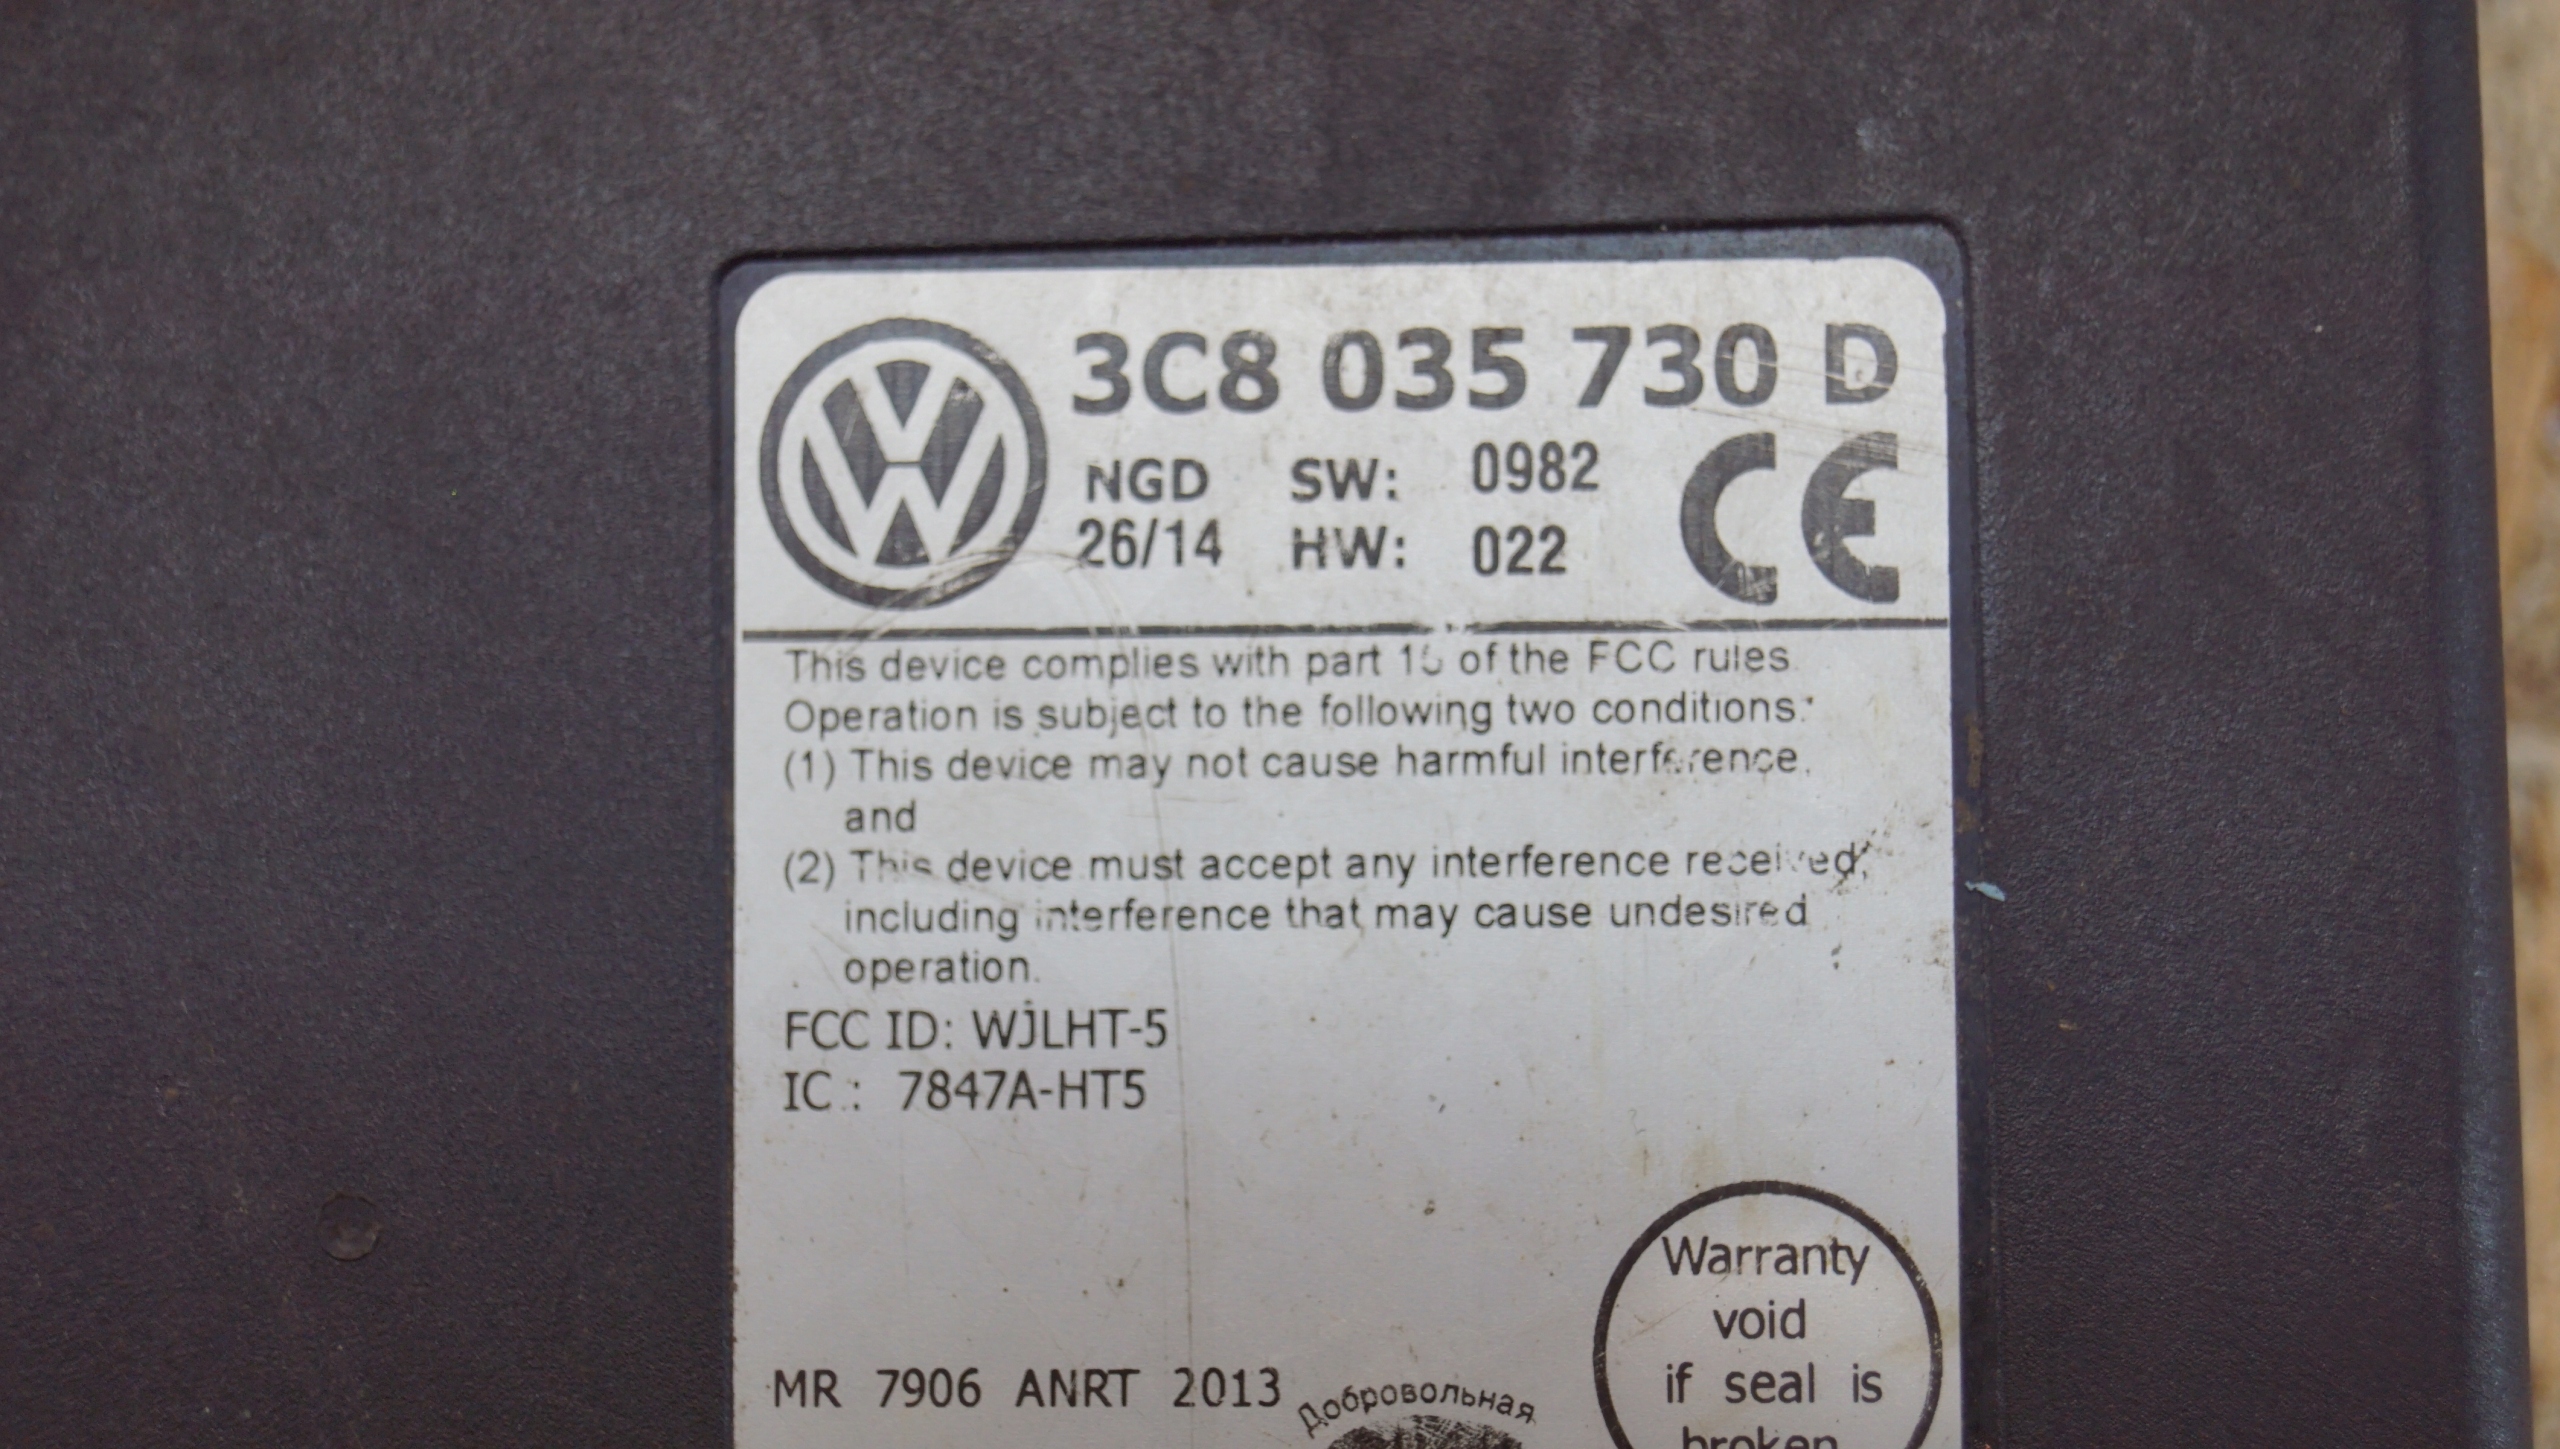 3C8 035 730 D
NGD SW: 0982
26/14 HW: 022
CE
This device complies with part 15 of the FCC rules.
Operation is subject to the following two conditions:
(1) This device may not cause harmful interference,
and
(2) This device must accept any interference received,
including interference that may cause undesired
operation.
FCC ID: WJLHT-5
IC : 7847A-HT5
Warranty
void
if seal is
broken
MR 7906 ANRT 2013
Добровольная